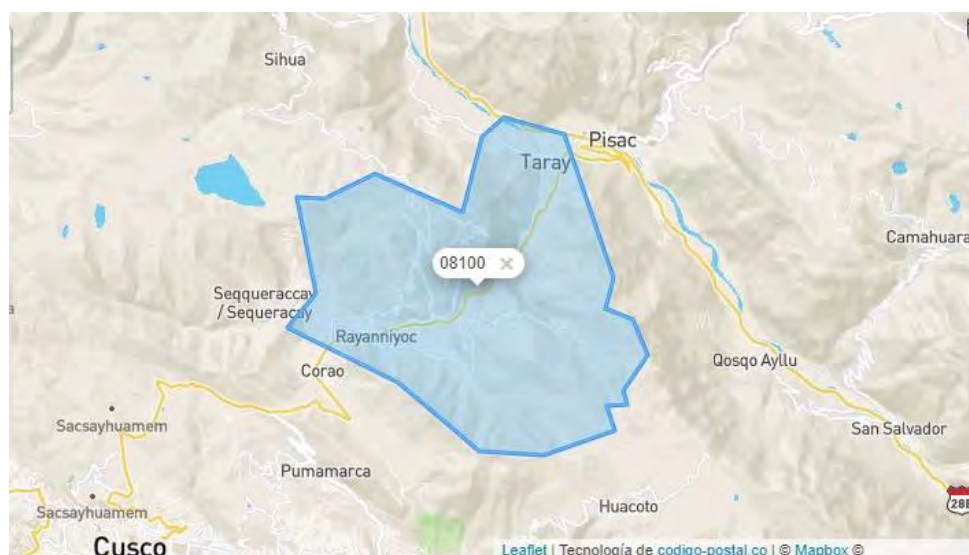 Sihua
Pisac
Taray
Camahuara
08100 ×
Seqqueraccay
/ Sequeracay
Rayanniyoc
Qosqo Ayllu
Corao
Sacsayhuamem
San Salvador
Pumamarca
Sacsayhuamem
Huacoto
28B
Cusco
Leaflet | Tecnología de codigo-postal.co | © Mapbox ©